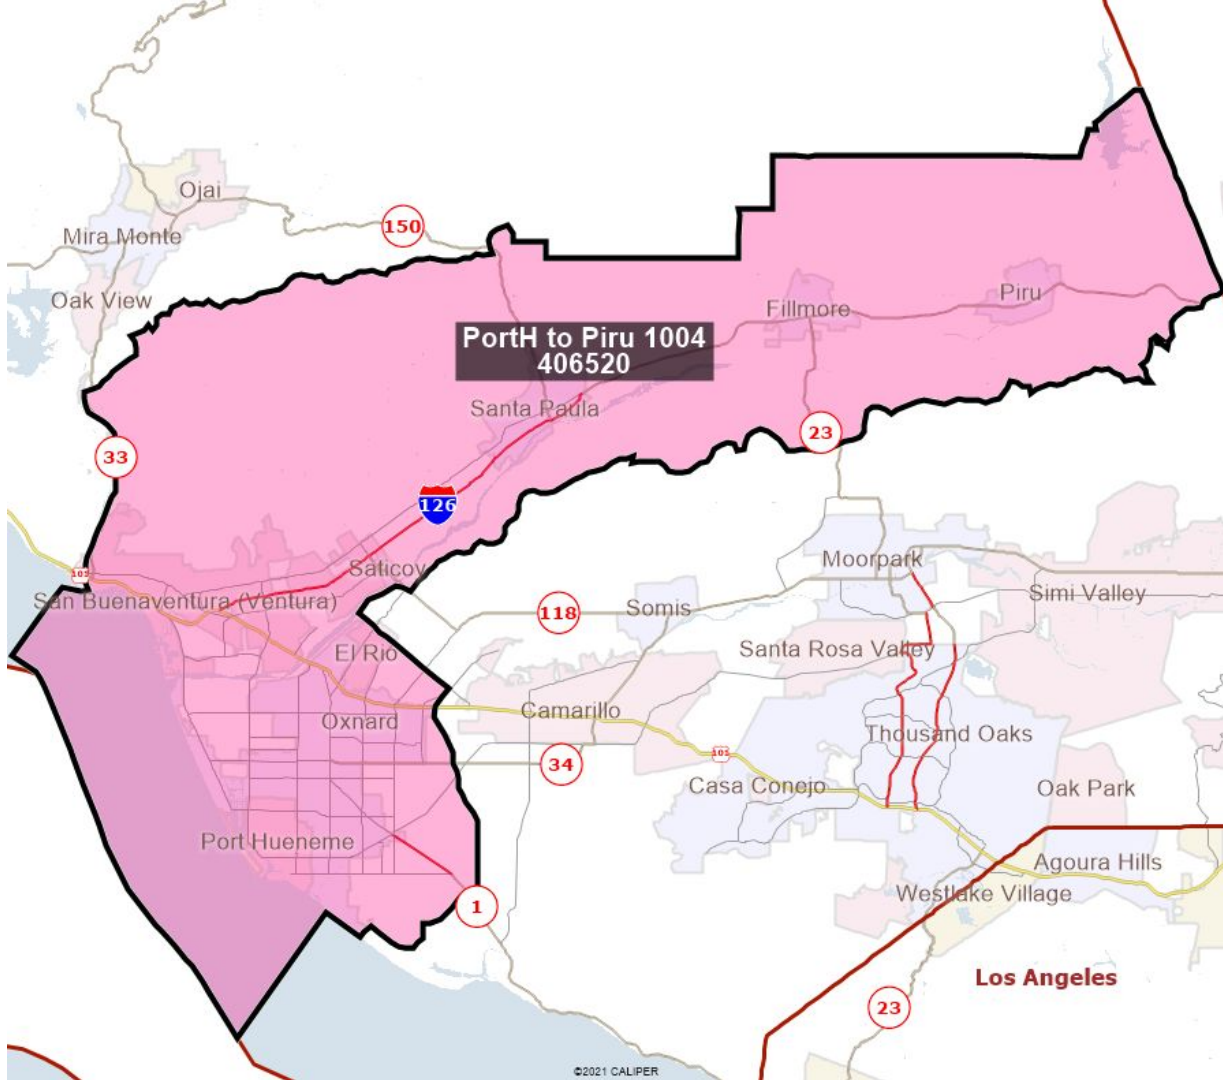 Ojai
150
Mira Monte
Oak View
Piru
Fillmore
PortH to Piru 1004
406520
Santa Paula
23
33
126
Moorpark
Saticoy
101
Simi Valley
San Buenaventura (Ventura)
118
Somis
Santa Rosa Valley
El Rio
Camarillo
Oxnard
Thousand Oaks
101
34
Casa Conejo
Oak Park
Port Hueneme
Agoura Hills
Westlake Village
1
Los Angeles
23
©2021 CALIPER